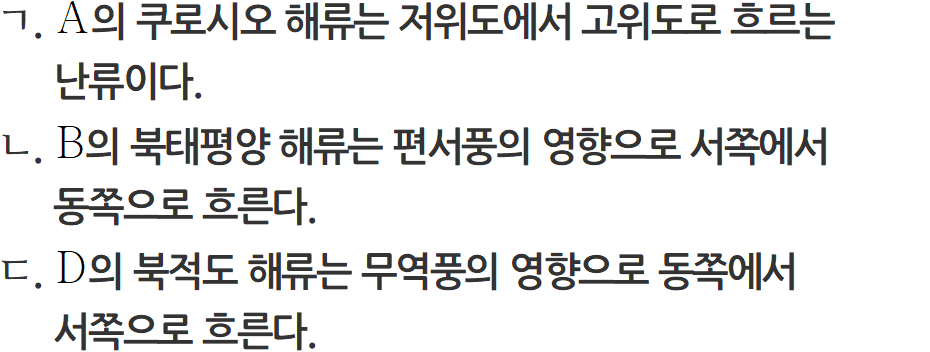 ㄱ. A의 쿠로시오 해류는 저위도에서 고위도로 흐르는
난류이다.
ㄴ. B의 북태평양 해류는 편서풍의 영향으로 서쪽에서
동쪽으로 흐른다.
ㄷ. D의 북적도 해류는 무역풍의 영향으로 동쪽에서
서쪽으로 흐른다.